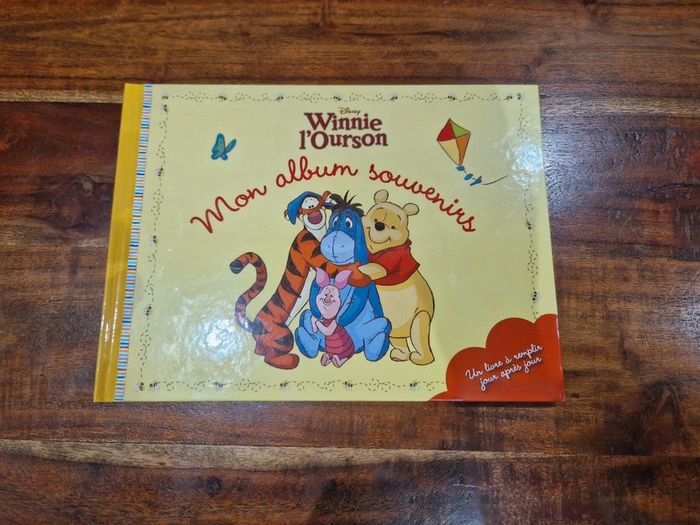 Disney
Winnie
l'Ourson
Mon album souvenirs
Un livre à remplir
jour après jour